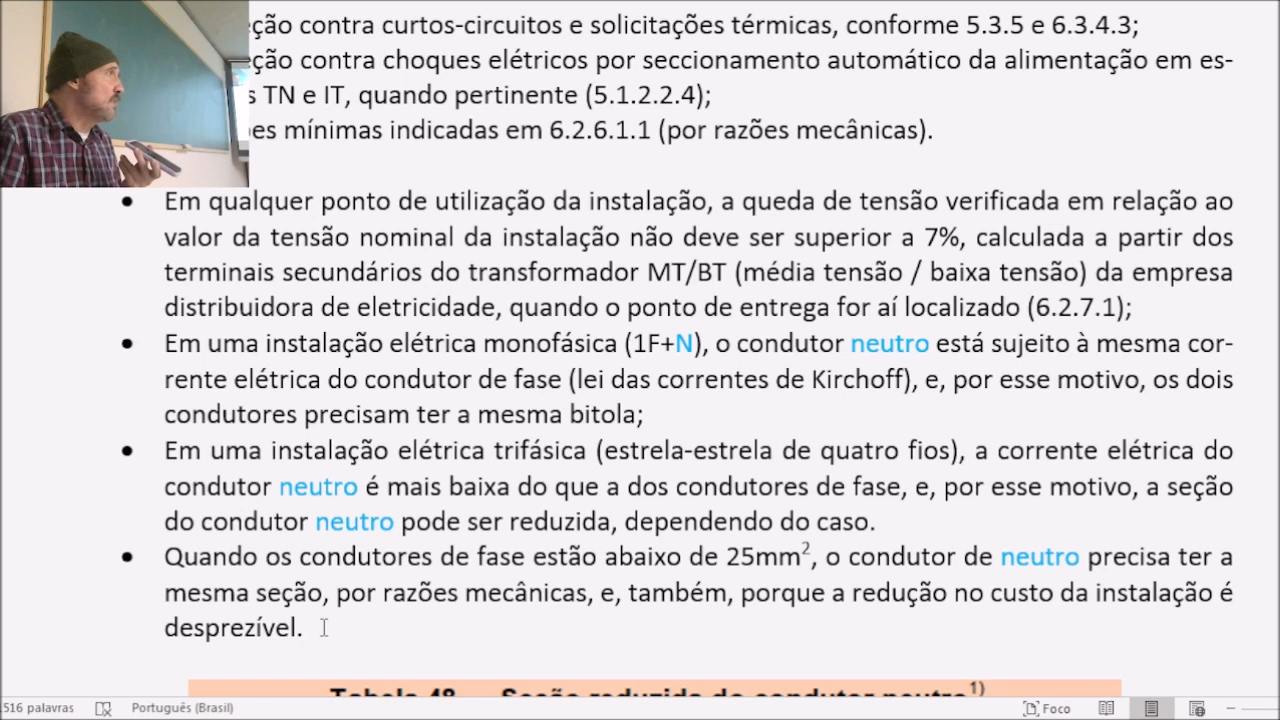 ção contra curtos-circuitos e solicitações térmicas, conforme 5.3.5 e 6.3.4.3;
ção contra choques elétricos por seccionamento automático da alimentação em es-
s TN e IT, quando pertinente (5.1.2.2.4);
es mínimas indicadas em 6.2.6.1.1 (por razões mecânicas).
• Em qualquer ponto de utilização da instalação, a queda de tensão verificada em relação ao
valor da tensão nominal da instalação não deve ser superior a 7%, calculada a partir dos
terminais secundários do transformador MT/BT (média tensão / baixa tensão) da empresa
distribuidora de eletricidade, quando o ponto de entrega for aí localizado (6.2.7.1);
• Em uma instalação elétrica monofásica (1F+N), o condutor neutro está sujeito à mesma cor-
rente elétrica do condutor de fase (lei das correntes de Kirchoff), e, por esse motivo, os dois
condutores precisam ter a mesma bitola;
• Em uma instalação elétrica trifásica (estrela-estrela de quatro fios), a corrente elétrica do
condutor neutro é mais baixa do que a dos condutores de fase, e, por esse motivo, a seção
do condutor neutro pode ser reduzida, dependendo do caso.
• Quando os condutores de fase estão abaixo de 25mm², o condutor de neutro precisa ter a
mesma seção, por razões mecânicas, e, também, porque a redução no custo da instalação é
desprezível.
Tabela 48 — Seção reduzida do condutor neutro¹⁾
516 palavras Português (Brasil) Foco